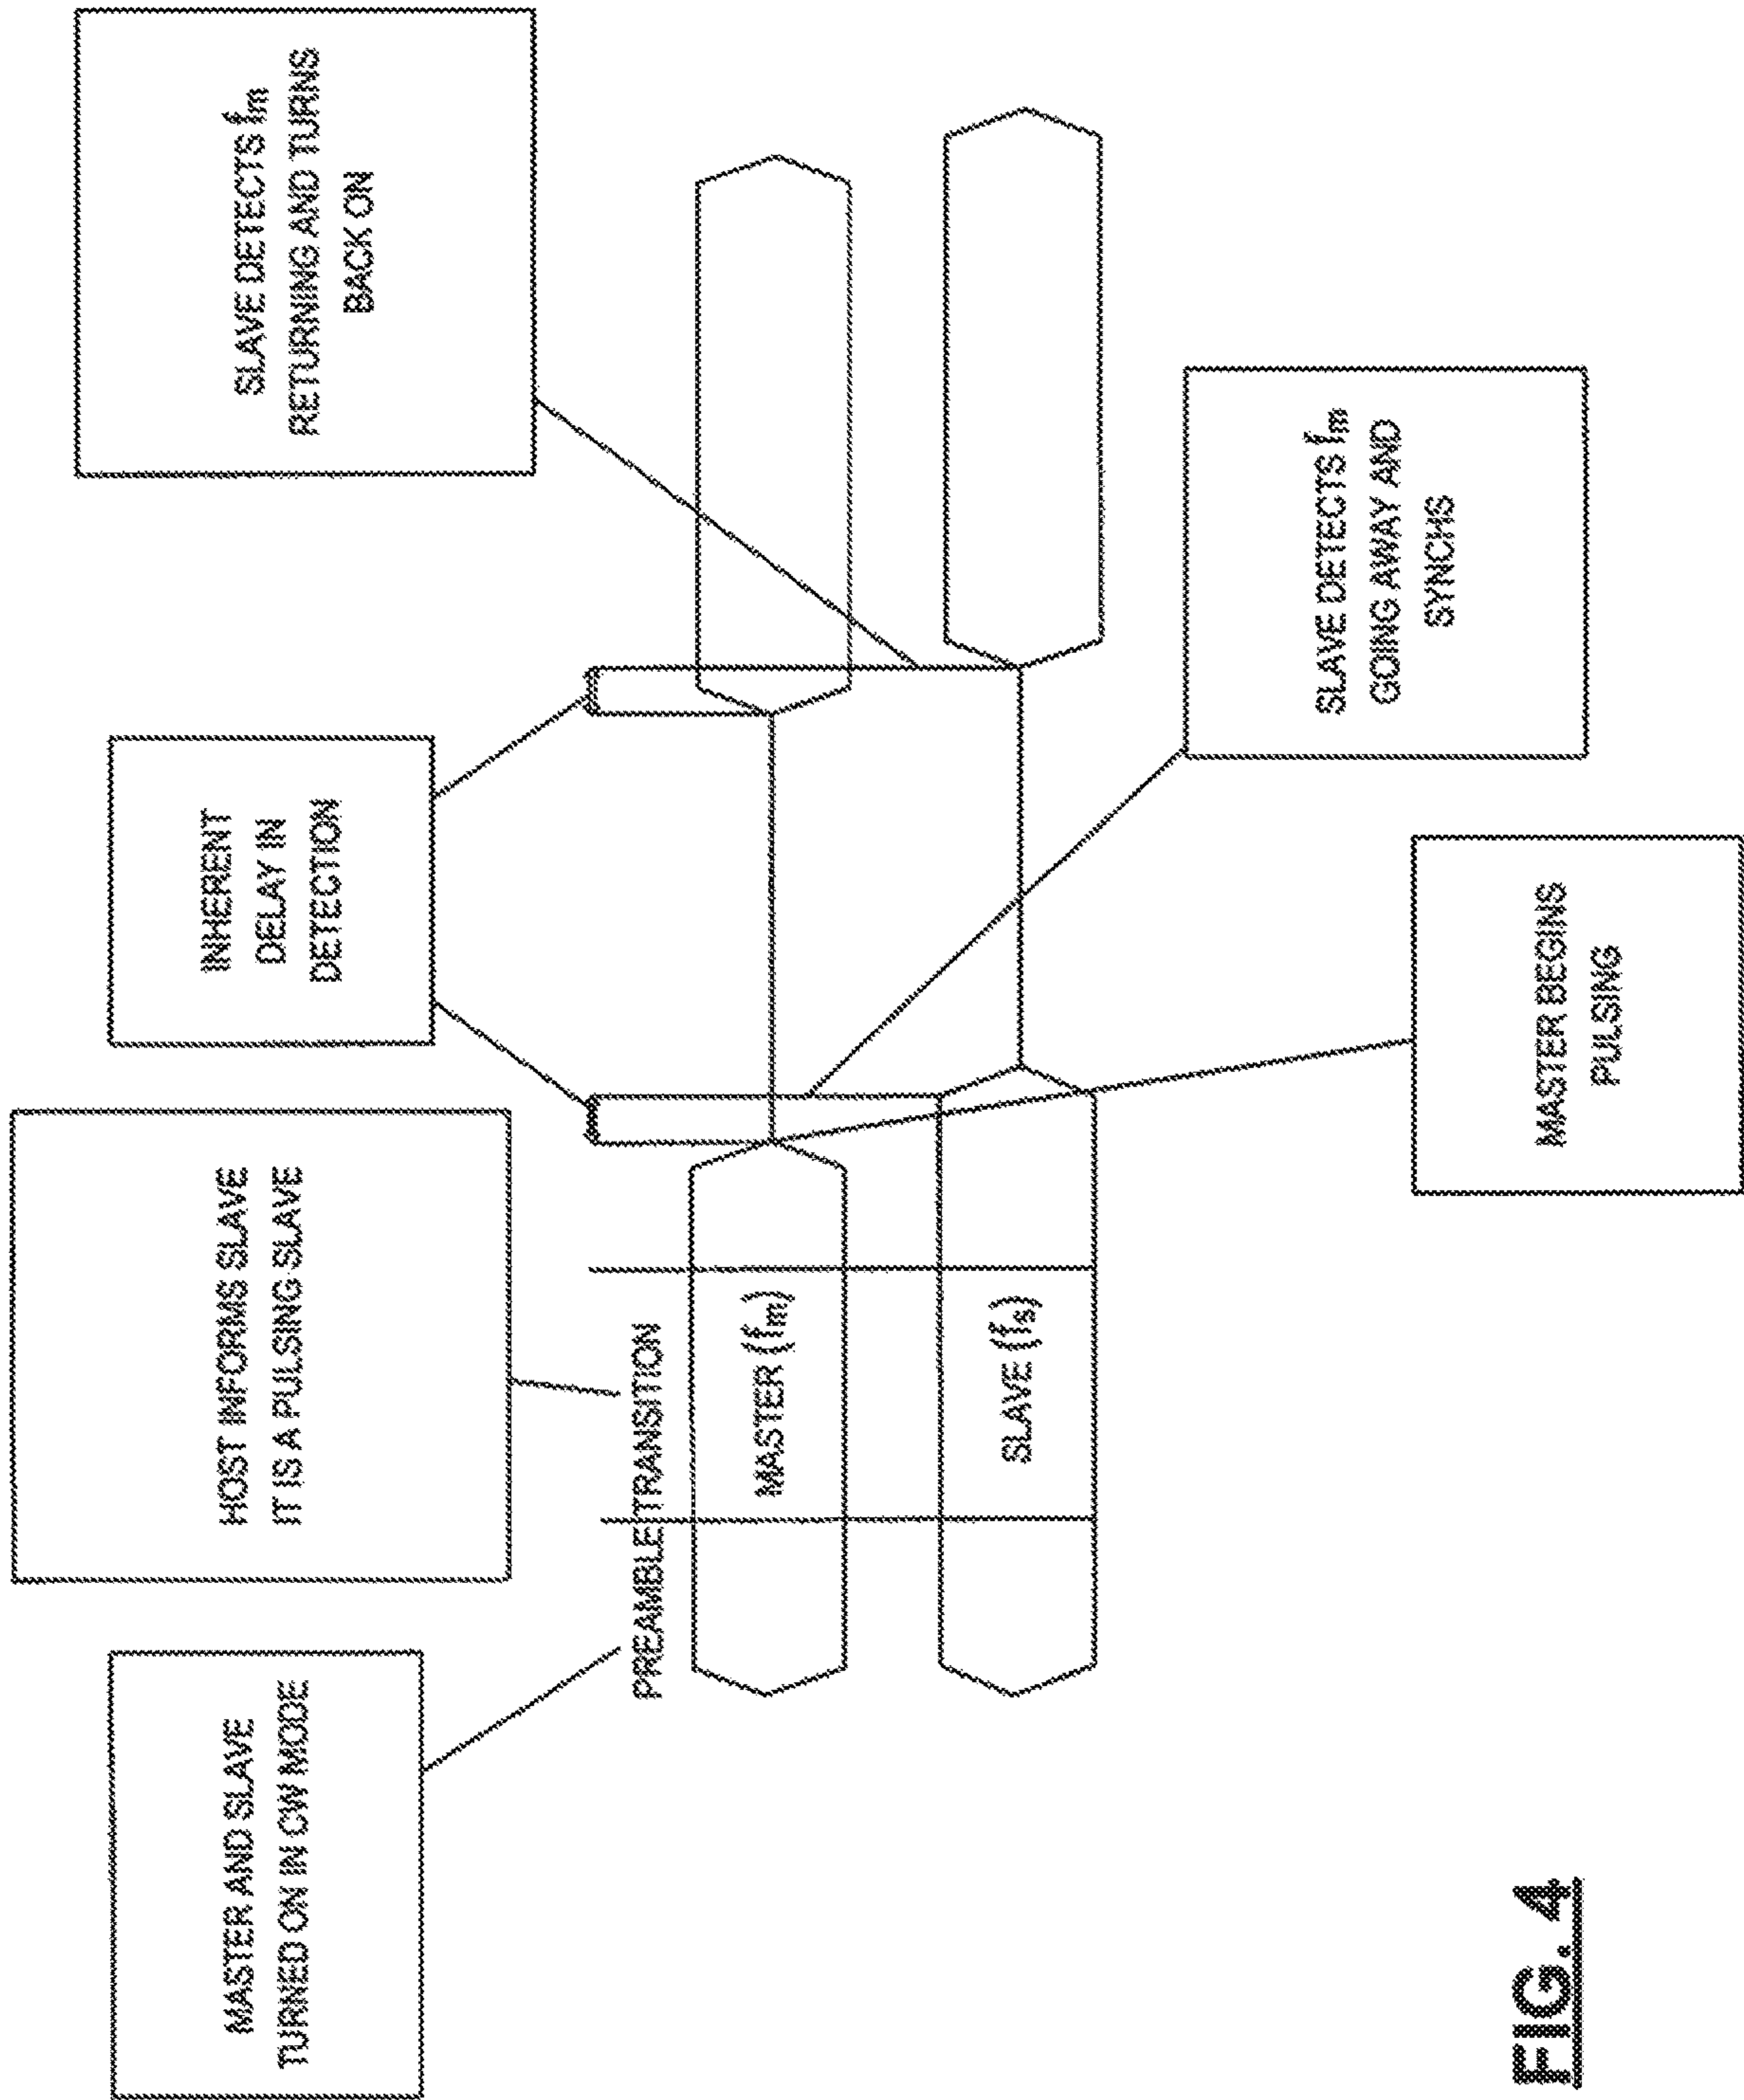 MASTER AND SLAVE
TURNED ON IN CW MODE
HOST INFORMS SLAVE
IT IS A PULSING SLAVE
INHERENT
DELAY IN
DETECTION
SLAVE DETECTS fm
RETURNING AND TURNS
BACK ON
PREAMBLE TRANSITION
MASTER (fm)
SLAVE (fs)
SLAVE DETECTS fm
GOING AWAY AND
SYNCHS
MASTER BEGINS
PULSING
FIG. 4